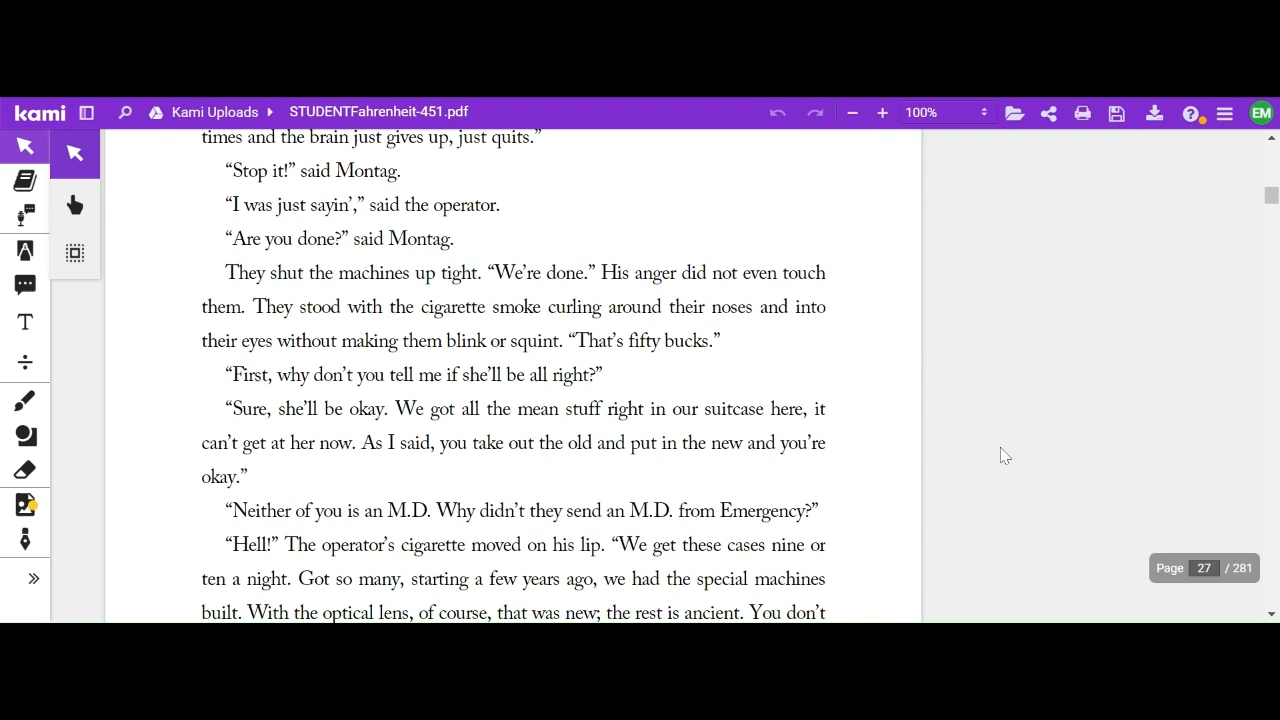 kami
Kami Uploads
STUDENTFahrenheit-451.pdf
100%
EM
times and the brain just gives up, just quits.”
“Stop it!” said Montag.
“I was just sayin’,” said the operator.
“Are you done?” said Montag.
They shut the machines up tight. “We’re done.” His anger did not even touch
them. They stood with the cigarette smoke curling around their noses and into
their eyes without making them blink or squint. “That’s fifty bucks.”
“First, why don’t you tell me if she’ll be all right?”
“Sure, she’ll be okay. We got all the mean stuff right in our suitcase here, it
can’t get at her now. As I said, you take out the old and put in the new and you’re
okay.”
“Neither of you is an M.D. Why didn’t they send an M.D. from Emergency?”
“Hell!” The operator’s cigarette moved on his lip. “We get these cases nine or
ten a night. Got so many, starting a few years ago, we had the special machines
built. With the optical lens, of course, that was new; the rest is ancient. You don’t
Page 27 / 281